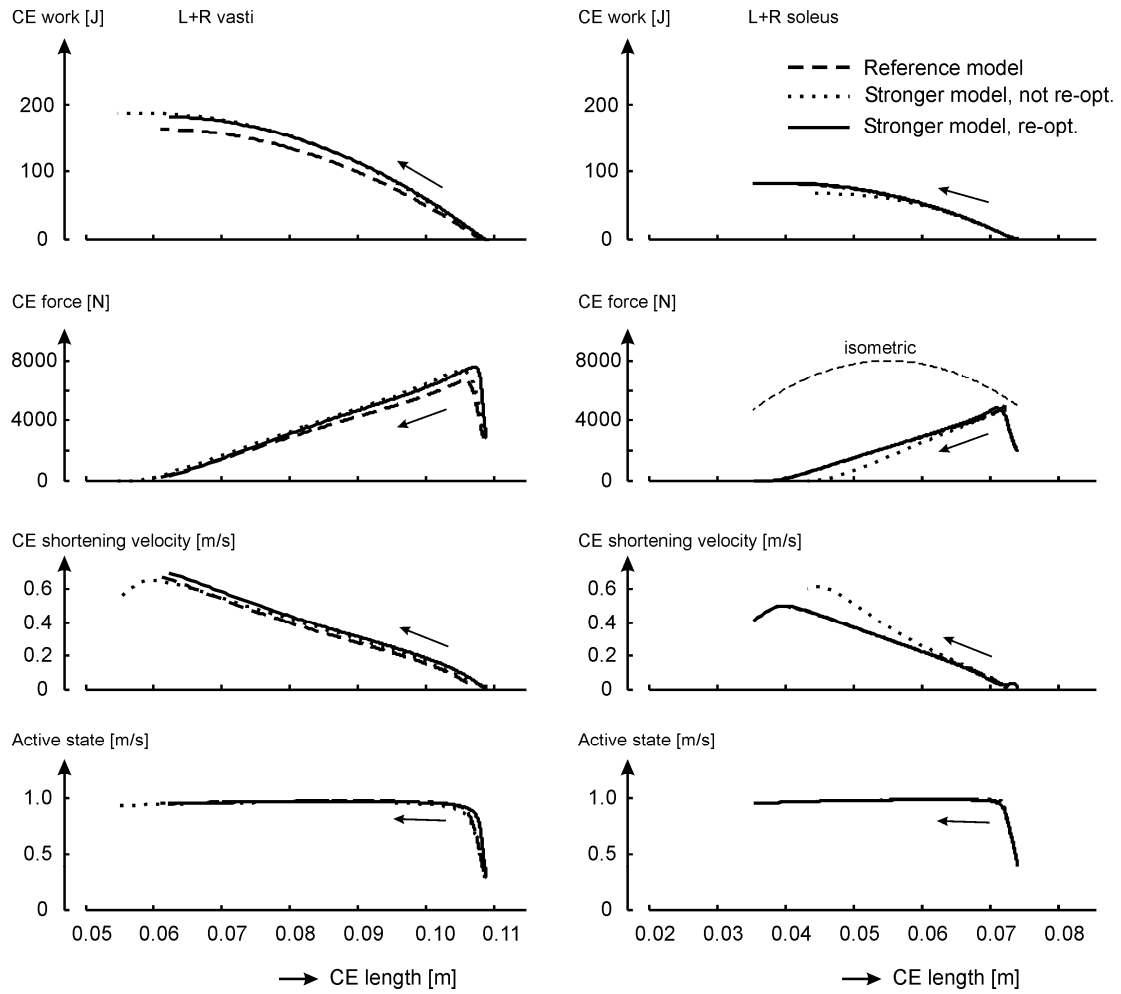 CE work [J] L+R vasti
200
100
0
CE work [J] L+R soleus
Reference model
Stronger model, not re-opt.
Stronger model, re-opt.
200
100
0
CE force [N]
8000
4000
0
CE force [N]
isometric
8000
4000
0
CE shortening velocity [m/s]
0.6
0.4
0.2
0
CE shortening velocity [m/s]
0.6
0.4
0.2
0
Active state [m/s]
1.0
0.5
0
0.05 0.06 0.07 0.08 0.09 0.10 0.11
CE length [m]
Active state [m/s]
1.0
0.5
0
0.02 0.03 0.04 0.05 0.06 0.07 0.08
CE length [m]